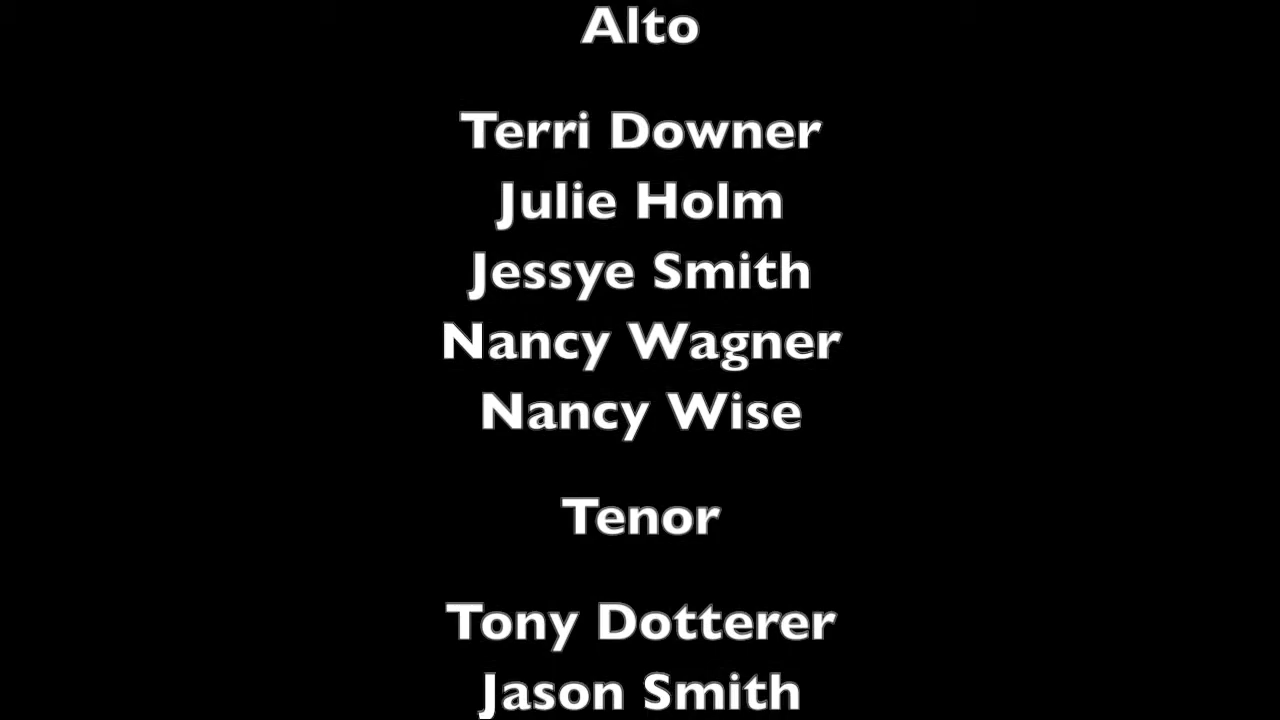 Alto
Terri Downer
Julie Holm
Jessye Smith
Nancy Wagner
Nancy Wise
Tenor
Tony Dotterer
Jason Smith